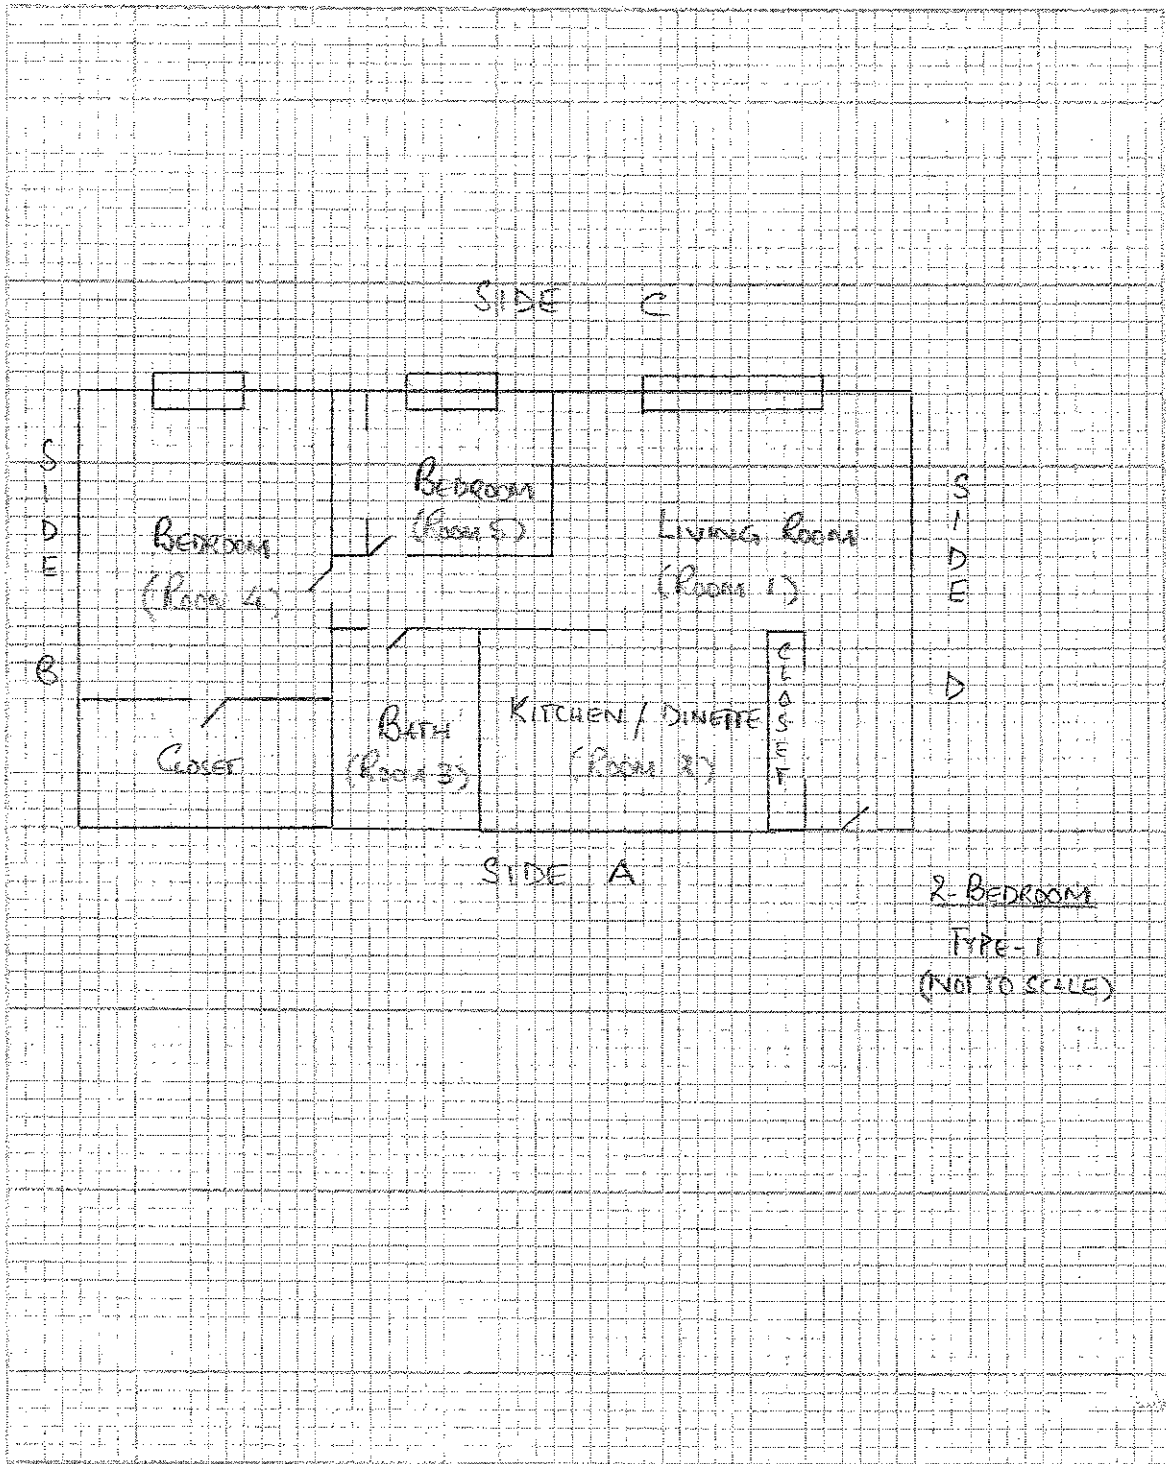 SIDE C
SIDE B
BEDROOM
(ROOM 4)
BEDROOM
(ROOM 5)
LIVING ROOM
(ROOM 1)
SIDE D
CLOSET
BATH
(ROOM 3)
KITCHEN / DINETTE
(ROOM 2)
CLOSET
SIDE A
2-BEDROOM
TYPE-1
(NOT TO SCALE)